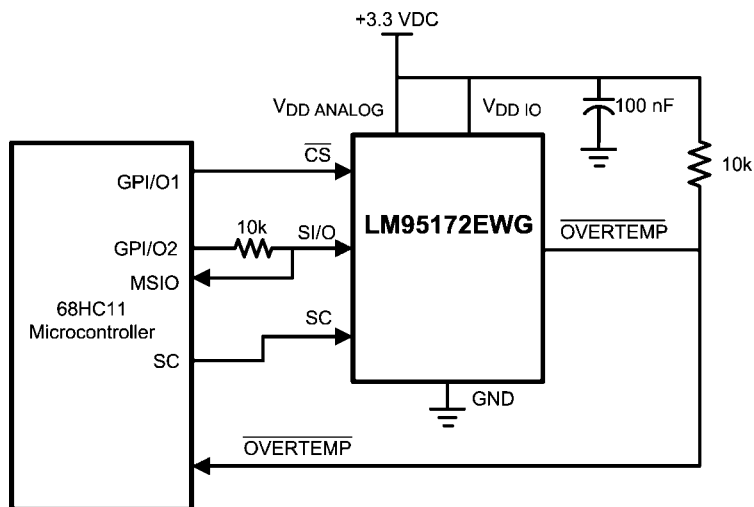 +3.3 VDC
VDD ANALOG
VDD IO
100 nF
CS
GPI/O1
10k
LM95172EWG
10k
SI/O
OVERTEMP
GPI/O2
MSIO
68HC11
Microcontroller
SC
SC
GND
OVERTEMP